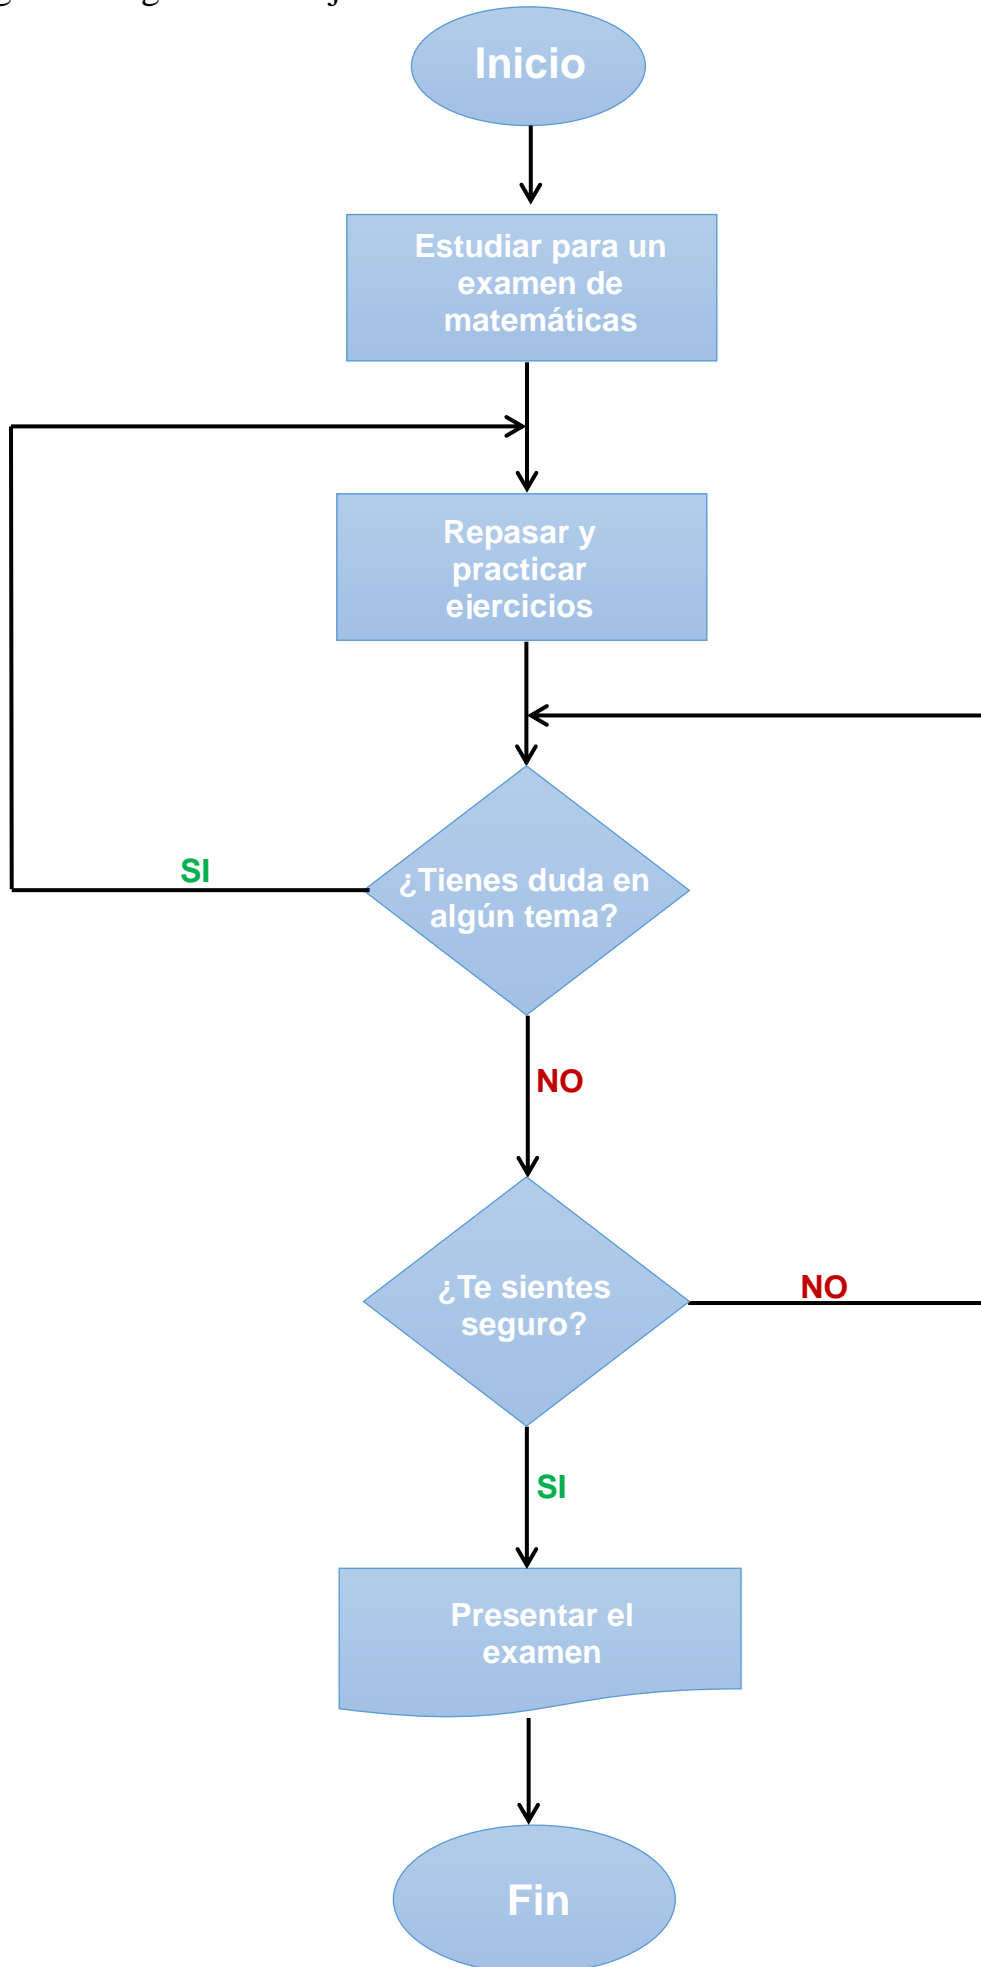 Inicio
Estudiar para un
examen de
matemáticas
Repasar y
practicar
ejercicios
SI
¿Tienes duda en
algún tema?
NO
¿Te sientes
seguro?
NO
SI
Presentar el
examen
Fin